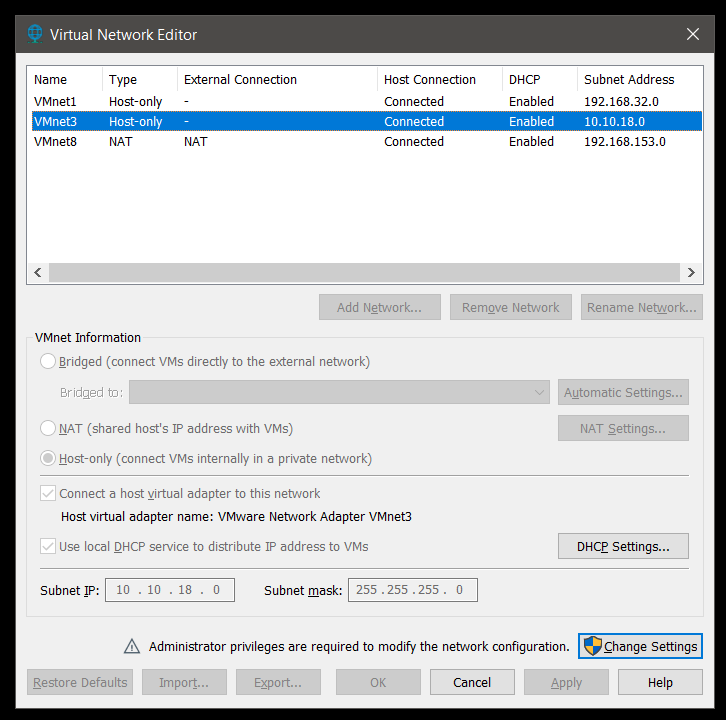 Virtual Network Editor
Name Type External Connection Host Connection DHCP Subnet Address
VMnet1 Host-only - Connected Enabled 192.168.32.0
VMnet3 Host-only - Connected Enabled 10.10.18.0
VMnet8 NAT NAT Connected Enabled 192.168.153.0
Add Network... Remove Network Rename Network...
VMnet Information
Bridged (connect VMs directly to the external network)
Bridged to: Automatic Settings...
NAT (shared host's IP address with VMs) NAT Settings...
Host-only (connect VMs internally in a private network)
Connect a host virtual adapter to this network
Host virtual adapter name: VMware Network Adapter VMnet3
Use local DHCP service to distribute IP address to VMs DHCP Settings...
Subnet IP: 10 . 10 . 18 . 0 Subnet mask: 255 . 255 . 255 . 0
Administrator privileges are required to modify the network configuration. Change Settings
Restore Defaults Import... Export... OK Cancel Apply Help